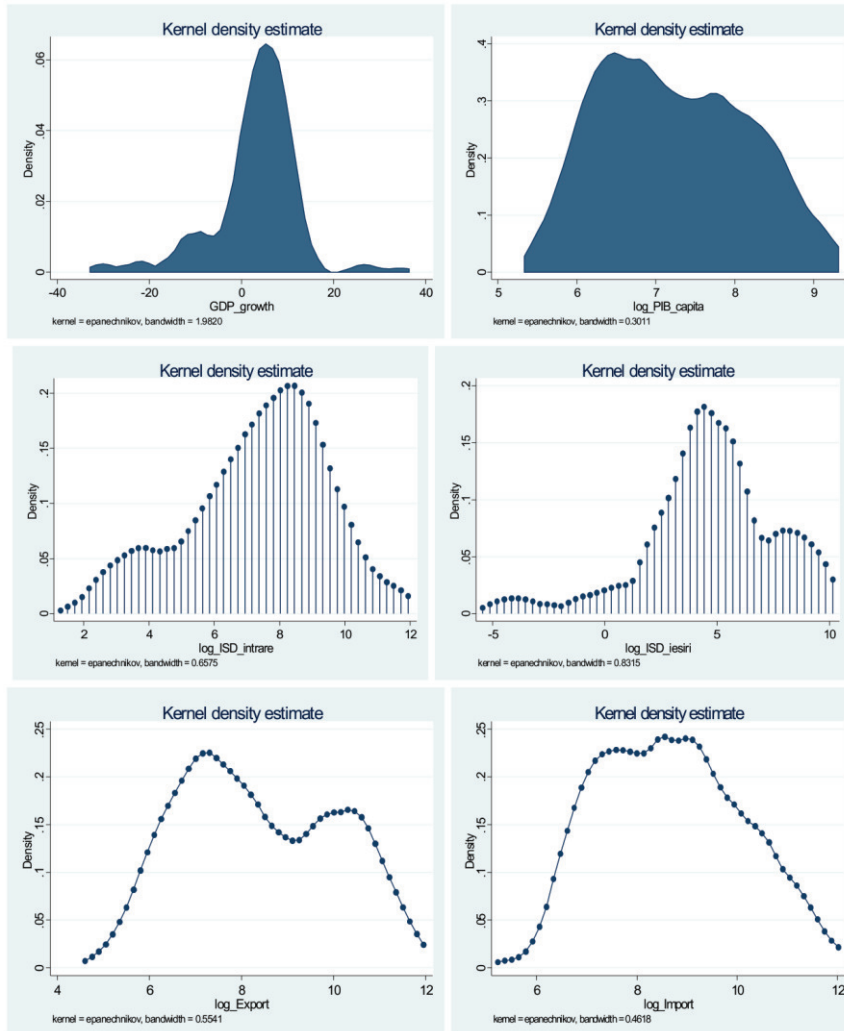 Kernel density estimate
Density
0 .02 .04 .06
-40 -20 0 20 40
GDP_growth
kernel = epanechnikov, bandwidth = 1.9820
Kernel density estimate
Density
0 .1 .2 .3 .4
5 6 7 8 9
log_PIB_capita
kernel = epanechnikov, bandwidth = 0.3011
Kernel density estimate
Density
0 .05 .1 .15 .2
2 4 6 8 10 12
log_ISD_intrare
kernel = epanechnikov, bandwidth = 0.6575
Kernel density estimate
Density
0 .05 .1 .15 .2
-5 0 5 10
log_ISD_iesiri
kernel = epanechnikov, bandwidth = 0.8315
Kernel density estimate
Density
0 .05 .1 .15 .2 .25
4 6 8 10 12
log_Export
kernel = epanechnikov, bandwidth = 0.5541
Kernel density estimate
Density
0 .05 .1 .15 .2 .25
6 8 10 12
log_Import
kernel = epanechnikov, bandwidth = 0.4618